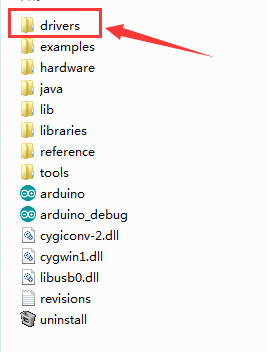 drivers
examples
hardware
java
lib
libraries
reference
tools
arduino
arduino_debug
cygiconv-2.dll
cygwin1.dll
libusb0.dll
revisions
uninstall